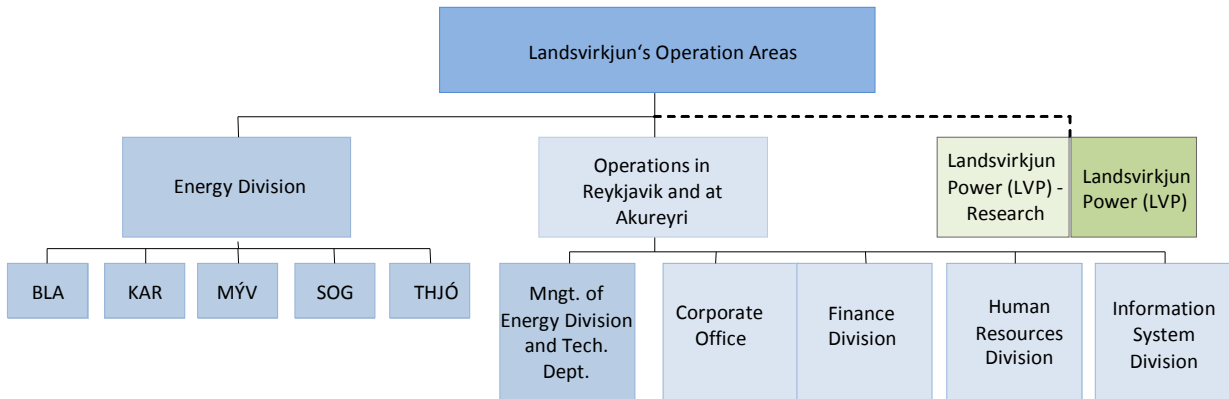 Landsvirkjun‘s Operation Areas
Energy Division
Operations in
Reykjavik and at
Akureyri
Landsvirkjun
Power (LVP) -
Research
Landsvirkjun
Power (LVP)
BLA
KAR
MÝV
SOG
THJÓ
Mngt. of
Energy Division
and Tech.
Dept.
Corporate
Office
Finance
Division
Human
Resources
Division
Information
System
Division